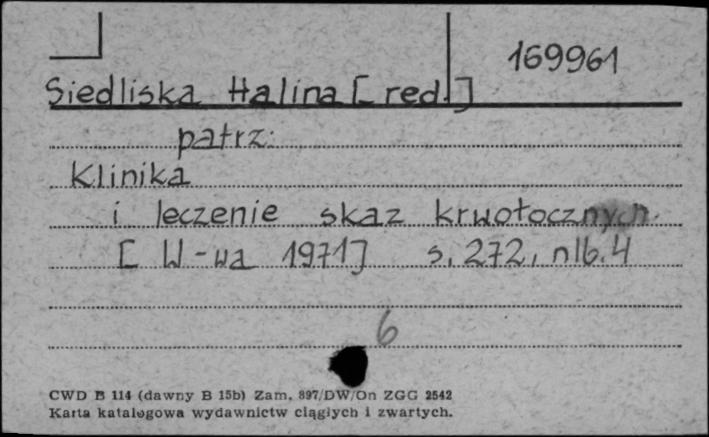 169961
Siedliska Halina [red.]
patrz:
Klinika
i leczenie skaz krwotocznych.
[W-wa 1971] s. 272, nlb. 4
6
CWD B 114 (dawny B 15b) Zam. 897/DW/On ZGG 2542
Karta katalogowa wydawnictw ciągłych i zwartych.